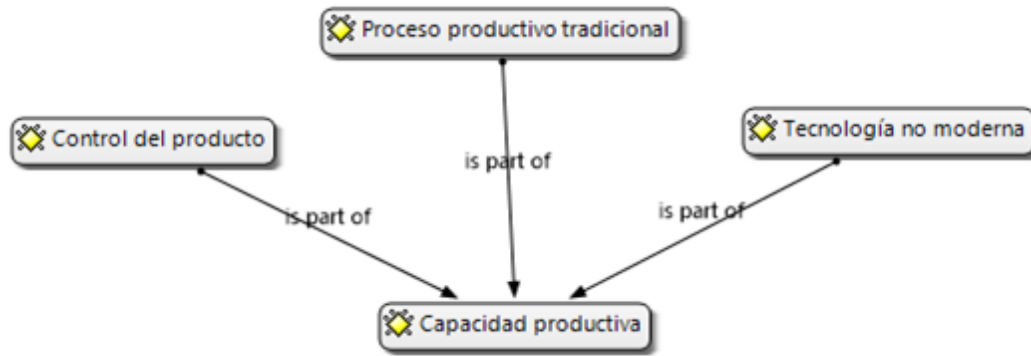 Proceso productivo tradicional
Control del producto
Tecnología no moderna
is part of
is part of
is part of
Capacidad productiva